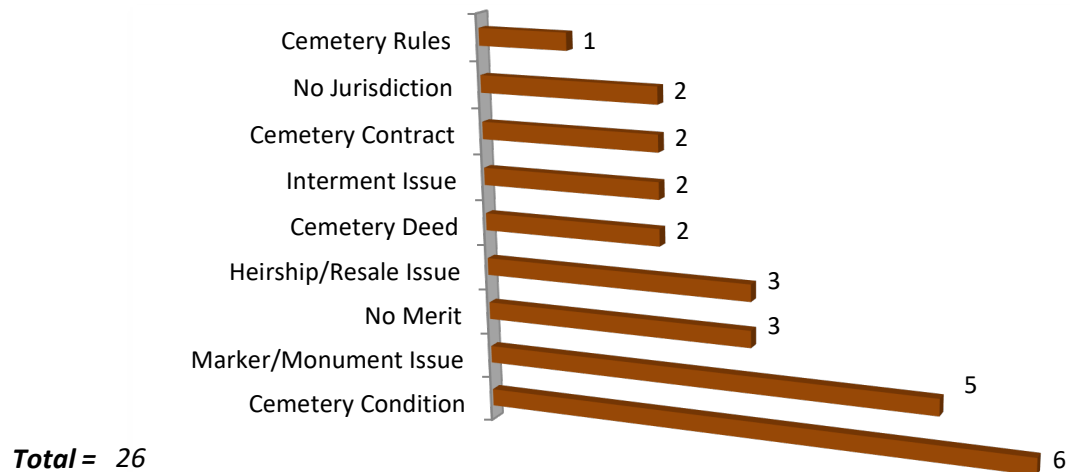 Cemetery Rules 1
No Jurisdiction 2
Cemetery Contract 2
Interment Issue 2
Cemetery Deed 2
Heirship/Resale Issue 3
No Merit 3
Marker/Monument Issue 5
Cemetery Condition 6
Total = 26